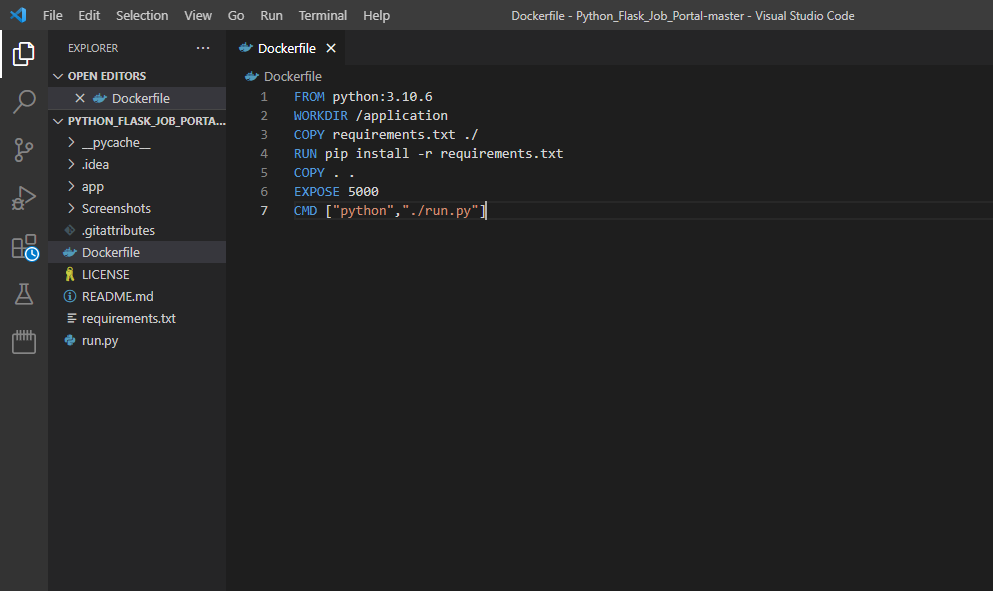 File Edit Selection View Go Run Terminal Help Dockerfile - Python_Flask_Job_Portal-master - Visual Studio Code
EXPLORER ...
OPEN EDITORS
Dockerfile
PYTHON_FLASK_JOB_PORTA...
__pycache__
.idea
app
Screenshots
.gitattributes
Dockerfile
LICENSE
README.md
requirements.txt
run.py
Dockerfile
Dockerfile
1 FROM python:3.10.6
2 WORKDIR /application
3 COPY requirements.txt ./
4 RUN pip install -r requirements.txt
5 COPY . .
6 EXPOSE 5000
7 CMD ["python","./run.py"]